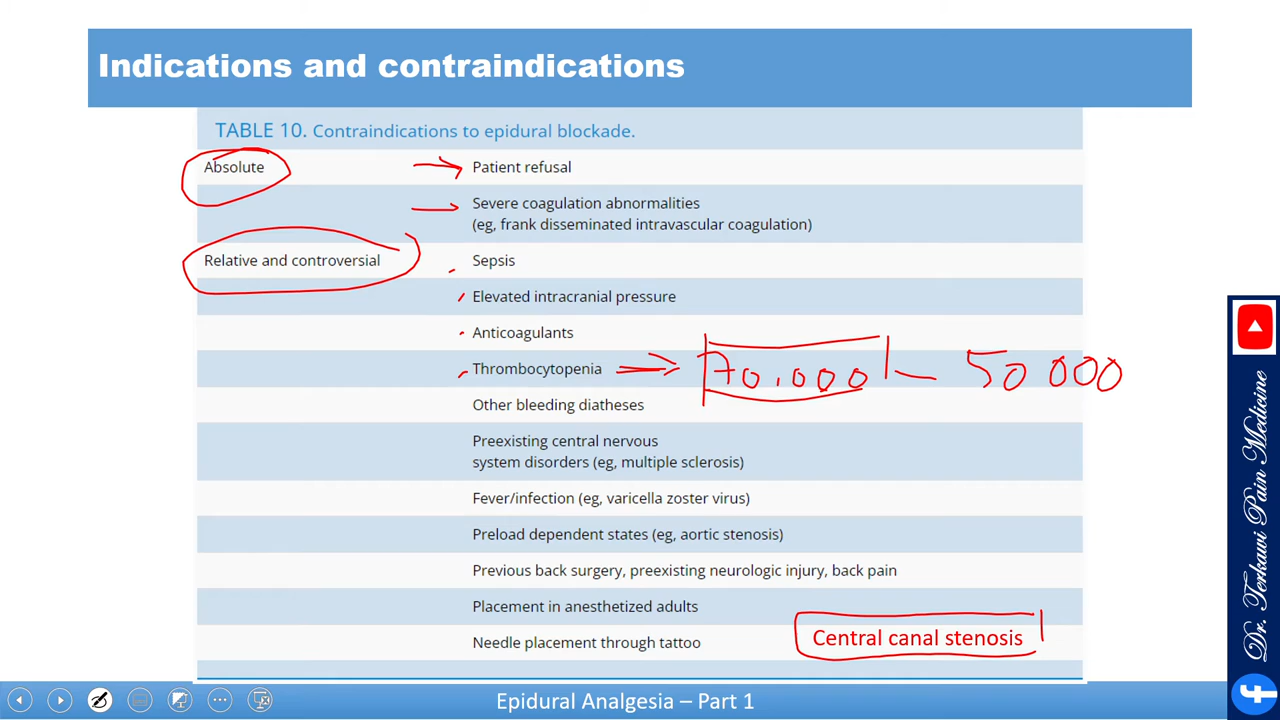 Indications and contraindications
TABLE 10. Contraindications to epidural blockade.
Absolute
Patient refusal
Severe coagulation abnormalities
(eg, frank disseminated intravascular coagulation)
Relative and controversial
Sepsis
Elevated intracranial pressure
Anticoagulants
Thrombocytopenia
70.000 - 50 000
Other bleeding diatheses
Preexisting central nervous
system disorders (eg, multiple sclerosis)
Fever/infection (eg, varicella zoster virus)
Preload dependent states (eg, aortic stenosis)
Previous back surgery, preexisting neurologic injury, back pain
Placement in anesthetized adults
Needle placement through tattoo
Central canal stenosis
Epidural Analgesia – Part 1
Dr. Terkawi Pain Medicine